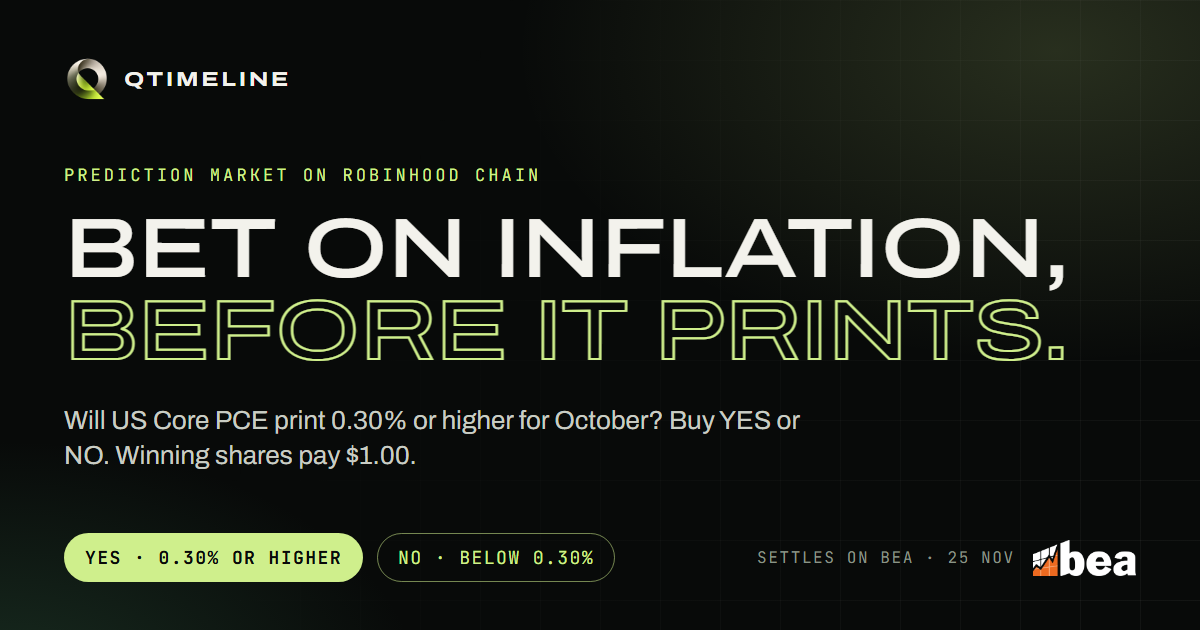 QTIMELINE
PREDICTION MARKET ON ROBINHOOD CHAIN
BET ON INFLATION,
BEFORE IT PRINTS.
Will US Core PCE print 0.30% or higher for October? Buy YES or
NO. Winning shares pay $1.00.
YES · 0.30% OR HIGHER
NO · BELOW 0.30%
SETTLES ON BEA · 25 NOV
bea